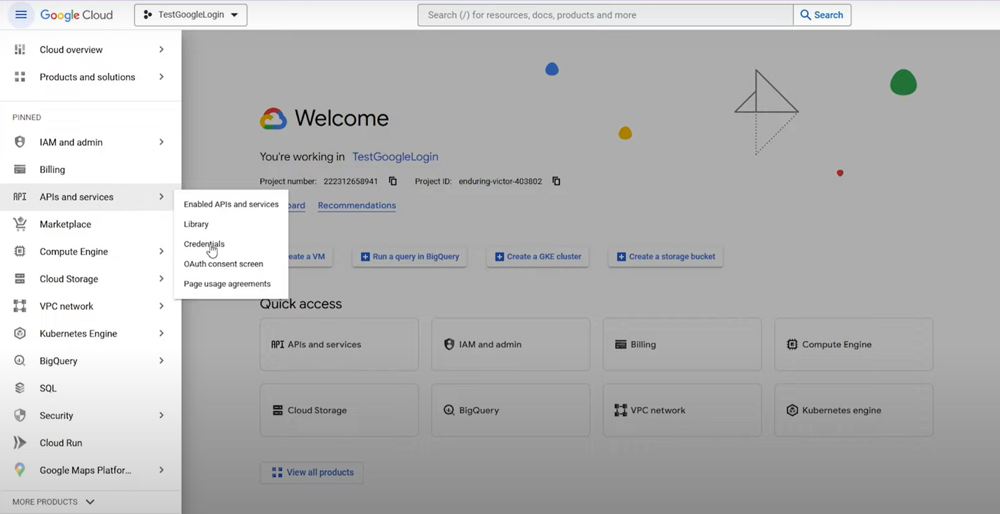 Google Cloud
TestGoogleLogin
Search (/) for resources, docs, products and more
Search
Cloud overview
Products and solutions
PINNED
IAM and admin
Billing
API APIs and services
Marketplace
Compute Engine
Cloud Storage
VPC network
Kubernetes Engine
BigQuery
SQL
Security
Cloud Run
Google Maps Platfor...
MORE PRODUCTS
Enabled APIs and services
Library
Credentials
OAuth consent screen
Page usage agreements
Welcome
You're working in TestGoogleLogin
Project number: 222312658941 Project ID: enduring-victor-403802
oard Recommendations
eate a VM
Run a query in BigQuery
Create a GKE cluster
Create a storage bucket
Quick access
API APIs and services
IAM and admin
Billing
Compute Engine
Cloud Storage
BigQuery
VPC network
Kubernetes engine
View all products